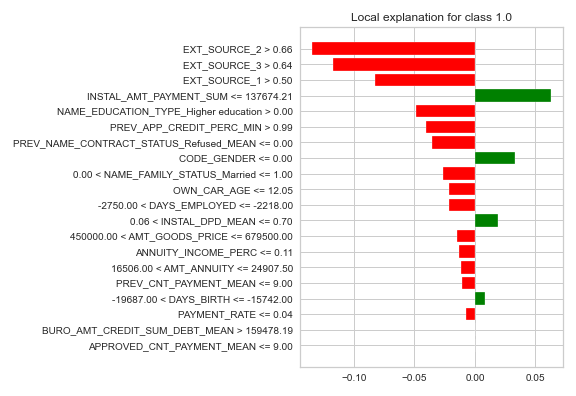 Local explanation for class 1.0
EXT_SOURCE_2 > 0.66
EXT_SOURCE_3 > 0.64
EXT_SOURCE_1 > 0.50
INSTAL_AMT_PAYMENT_SUM <= 137674.21
NAME_EDUCATION_TYPE_Higher education > 0.00
PREV_APP_CREDIT_PERC_MIN > 0.99
PREV_NAME_CONTRACT_STATUS_Refused_MEAN <= 0.00
CODE_GENDER <= 0.00
0.00 < NAME_FAMILY_STATUS_Married <= 1.00
OWN_CAR_AGE <= 12.05
-2750.00 < DAYS_EMPLOYED <= -2218.00
0.06 < INSTAL_DPD_MEAN <= 0.70
450000.00 < AMT_GOODS_PRICE <= 679500.00
ANNUITY_INCOME_PERC <= 0.11
16506.00 < AMT_ANNUITY <= 24907.50
PREV_CNT_PAYMENT_MEAN <= 9.00
-19687.00 < DAYS_BIRTH <= -15742.00
PAYMENT_RATE <= 0.04
BURO_AMT_CREDIT_SUM_DEBT_MEAN > 159478.19
APPROVED_CNT_PAYMENT_MEAN <= 9.00
−0.10 −0.05 0.00 0.05